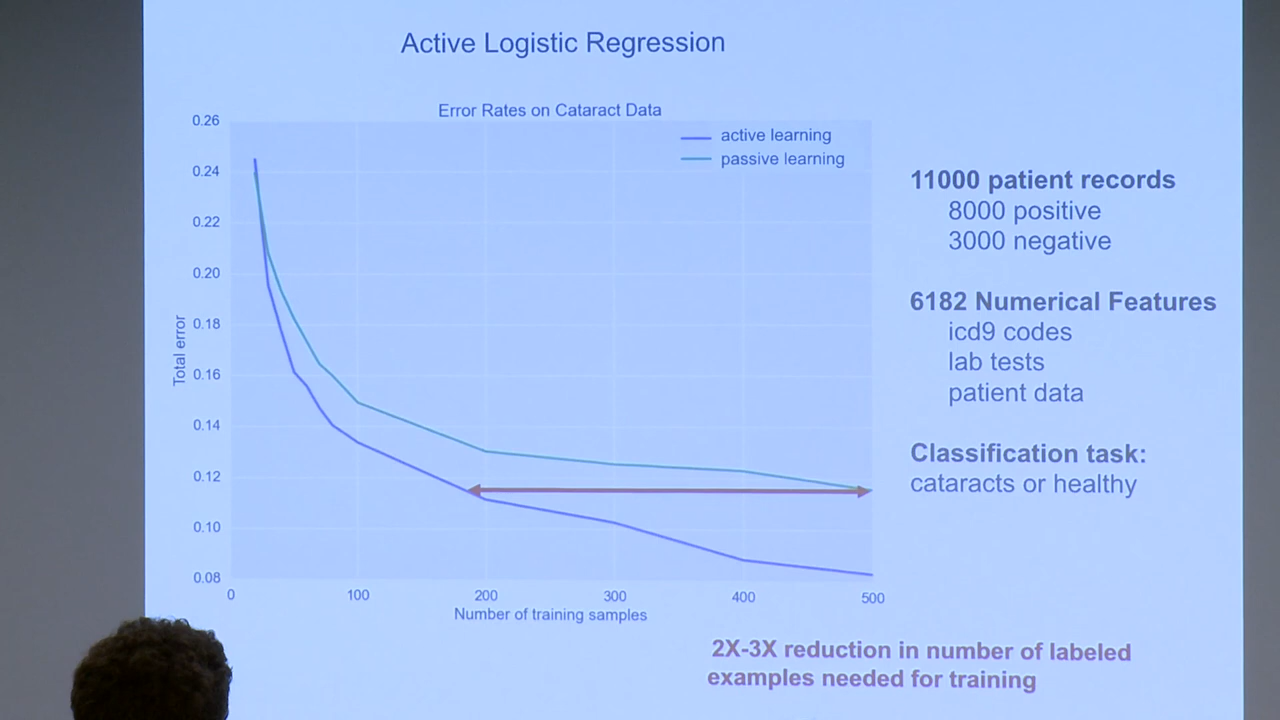 Active Logistic Regression
Error Rates on Cataract Data
0.26
0.24
0.22
0.20
0.18
0.16
0.14
0.12
0.10
0.08
Total error
active learning
passive learning
0
100
200
300
400
500
Number of training samples
11000 patient records
8000 positive
3000 negative
6182 Numerical Features
icd9 codes
lab tests
patient data
Classification task:
cataracts or healthy
2X-3X reduction in number of labeled
examples needed for training